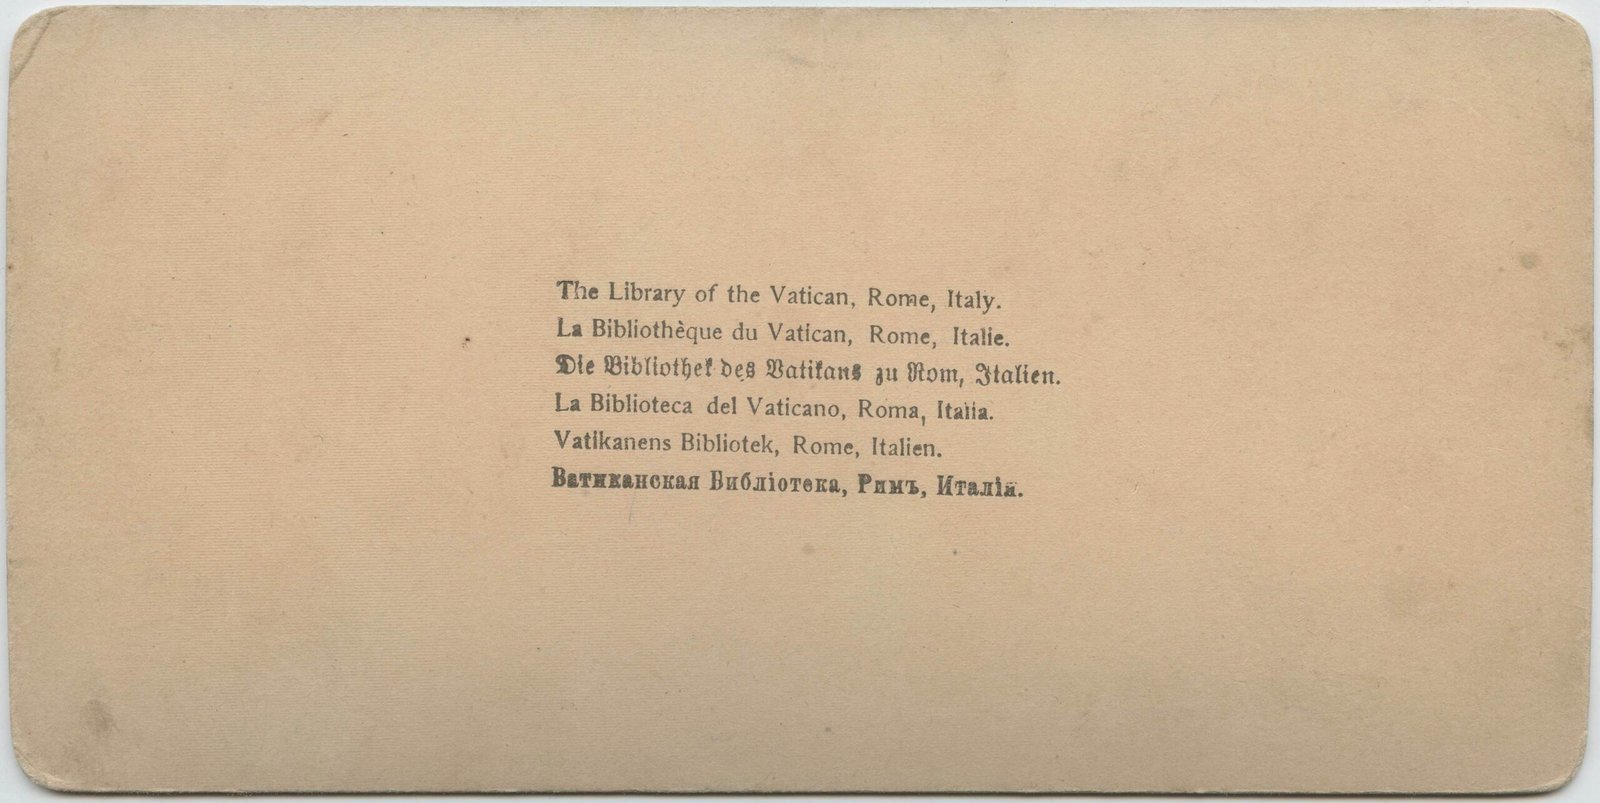 The Library of the Vatican, Rome, Italy.
La Bibliothèque du Vatican, Rome, Italie.
Die Bibliothek des Vatikans zu Rom, Italien.
La Biblioteca del Vaticano, Roma, Italia.
Vatikanens Bibliotek, Rome, Italien.
Ватиканская Библіотека, Римъ, Италія.